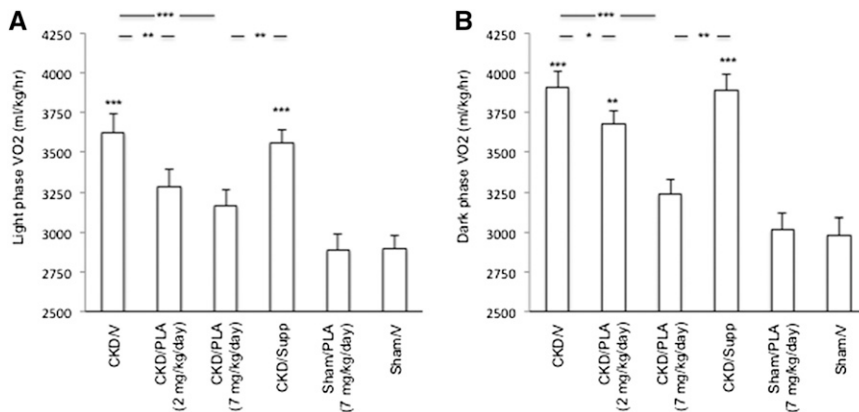 A
***
**
**
4250
4000
3750
3500
3250
3000
2750
2500
Light phase VO2 (ml/kg/hr)
***
***
CKD/V
CKD/PLA
(2 mg/kg/day)
CKD/PLA
(7 mg/kg/day)
CKD/Supp
Sham/PLA
(7 mg/kg/day)
Sham/V
B
***
*
**
4250
4000
3750
3500
3250
3000
2750
2500
Dark phase VO2 (ml/kg/hr)
***
**
***
CKD/V
CKD/PLA
(2 mg/kg/day)
CKD/PLA
(7 mg/kg/day)
CKD/Supp
Sham/PLA
(7 mg/kg/day)
Sham/V